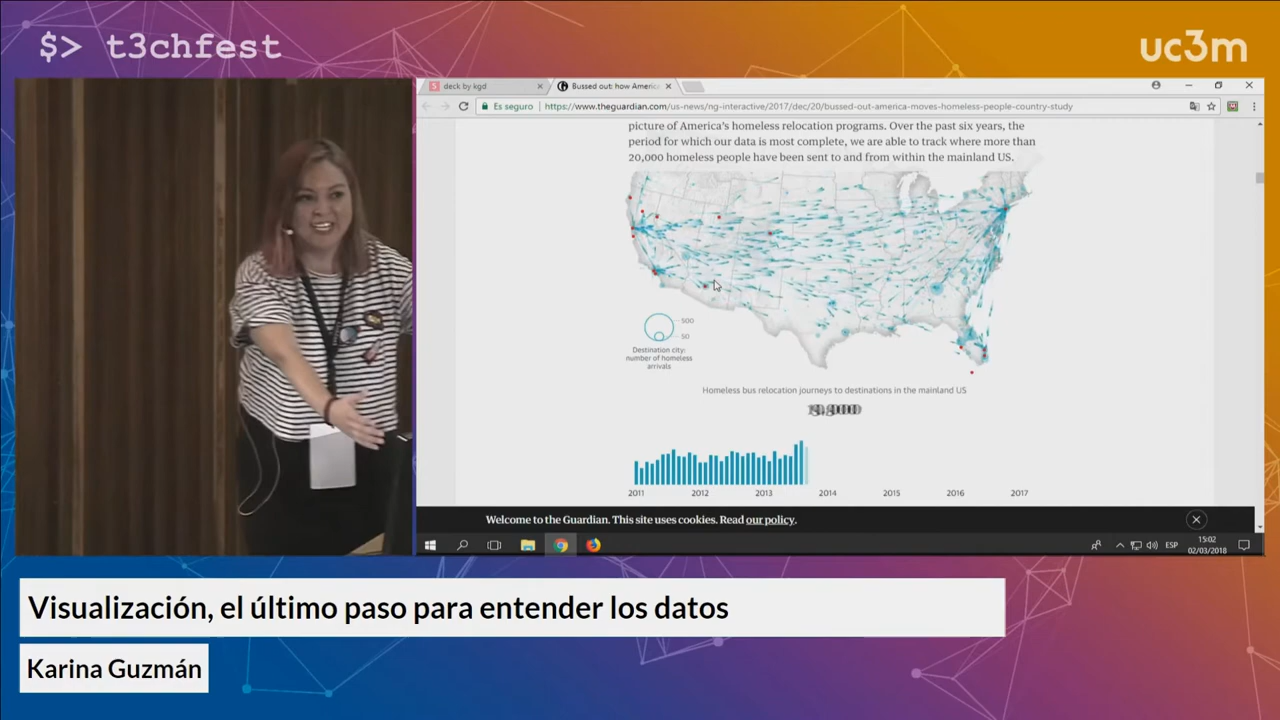 $> t3chfest
uc3m
deck by kgd
Bussed out: how Americ
Es seguro
https://www.theguardian.com/us-news/ng-interactive/2017/dec/20/bussed-out-america-moves-homeless-people-country-study
picture of America's homeless relocation programs. Over the past six years, the
period for which our data is most complete, we are able to track where more than
20,000 homeless people have been sent to and from within the mainland US.
500
50
Destination city:
number of homeless
arrivals
Homeless bus relocation journeys to destinations in the mainland US
2011 2012 2013 2014 2015 2016 2017
Welcome to the Guardian. This site uses cookies. Read our policy.
ESP
15:02
02/03/2018
Visualización, el último paso para entender los datos
Karina Guzmán